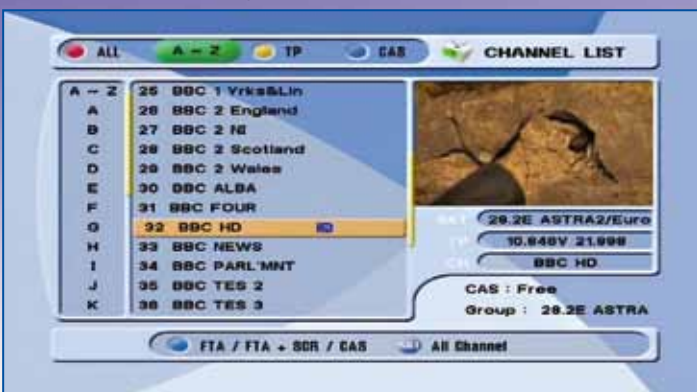 ALL A ~ Z TP CAS CHANNEL LIST
A ~ Z
A
B
C
D
E
F
G
H
I
J
K
25 BBC 1 Yrks&Lin
26 BBC 2 England
27 BBC 2 NI
28 BBC 2 Scotland
29 BBC 2 Wales
30 BBC ALBA
31 BBC FOUR
32 BBC HD
33 BBC NEWS
34 BBC PARL'MNT
35 BBC TES 2
36 BBC TES 3
SAT 28.2E ASTRA2/Euro
TP 10.846V 21.998
CH BBC HD
CAS : Free
Group : 28.2E ASTRA
FTA / FTA + SCR / CAS All Channel